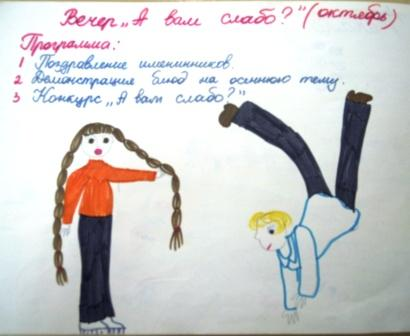 Вечер „А вам слабо?" (октябрь)
Программа:
1 Поздравление именинников.
2 Демонстрация блюд на осеннюю тему.
3 Конкурс „А вам слабо?"